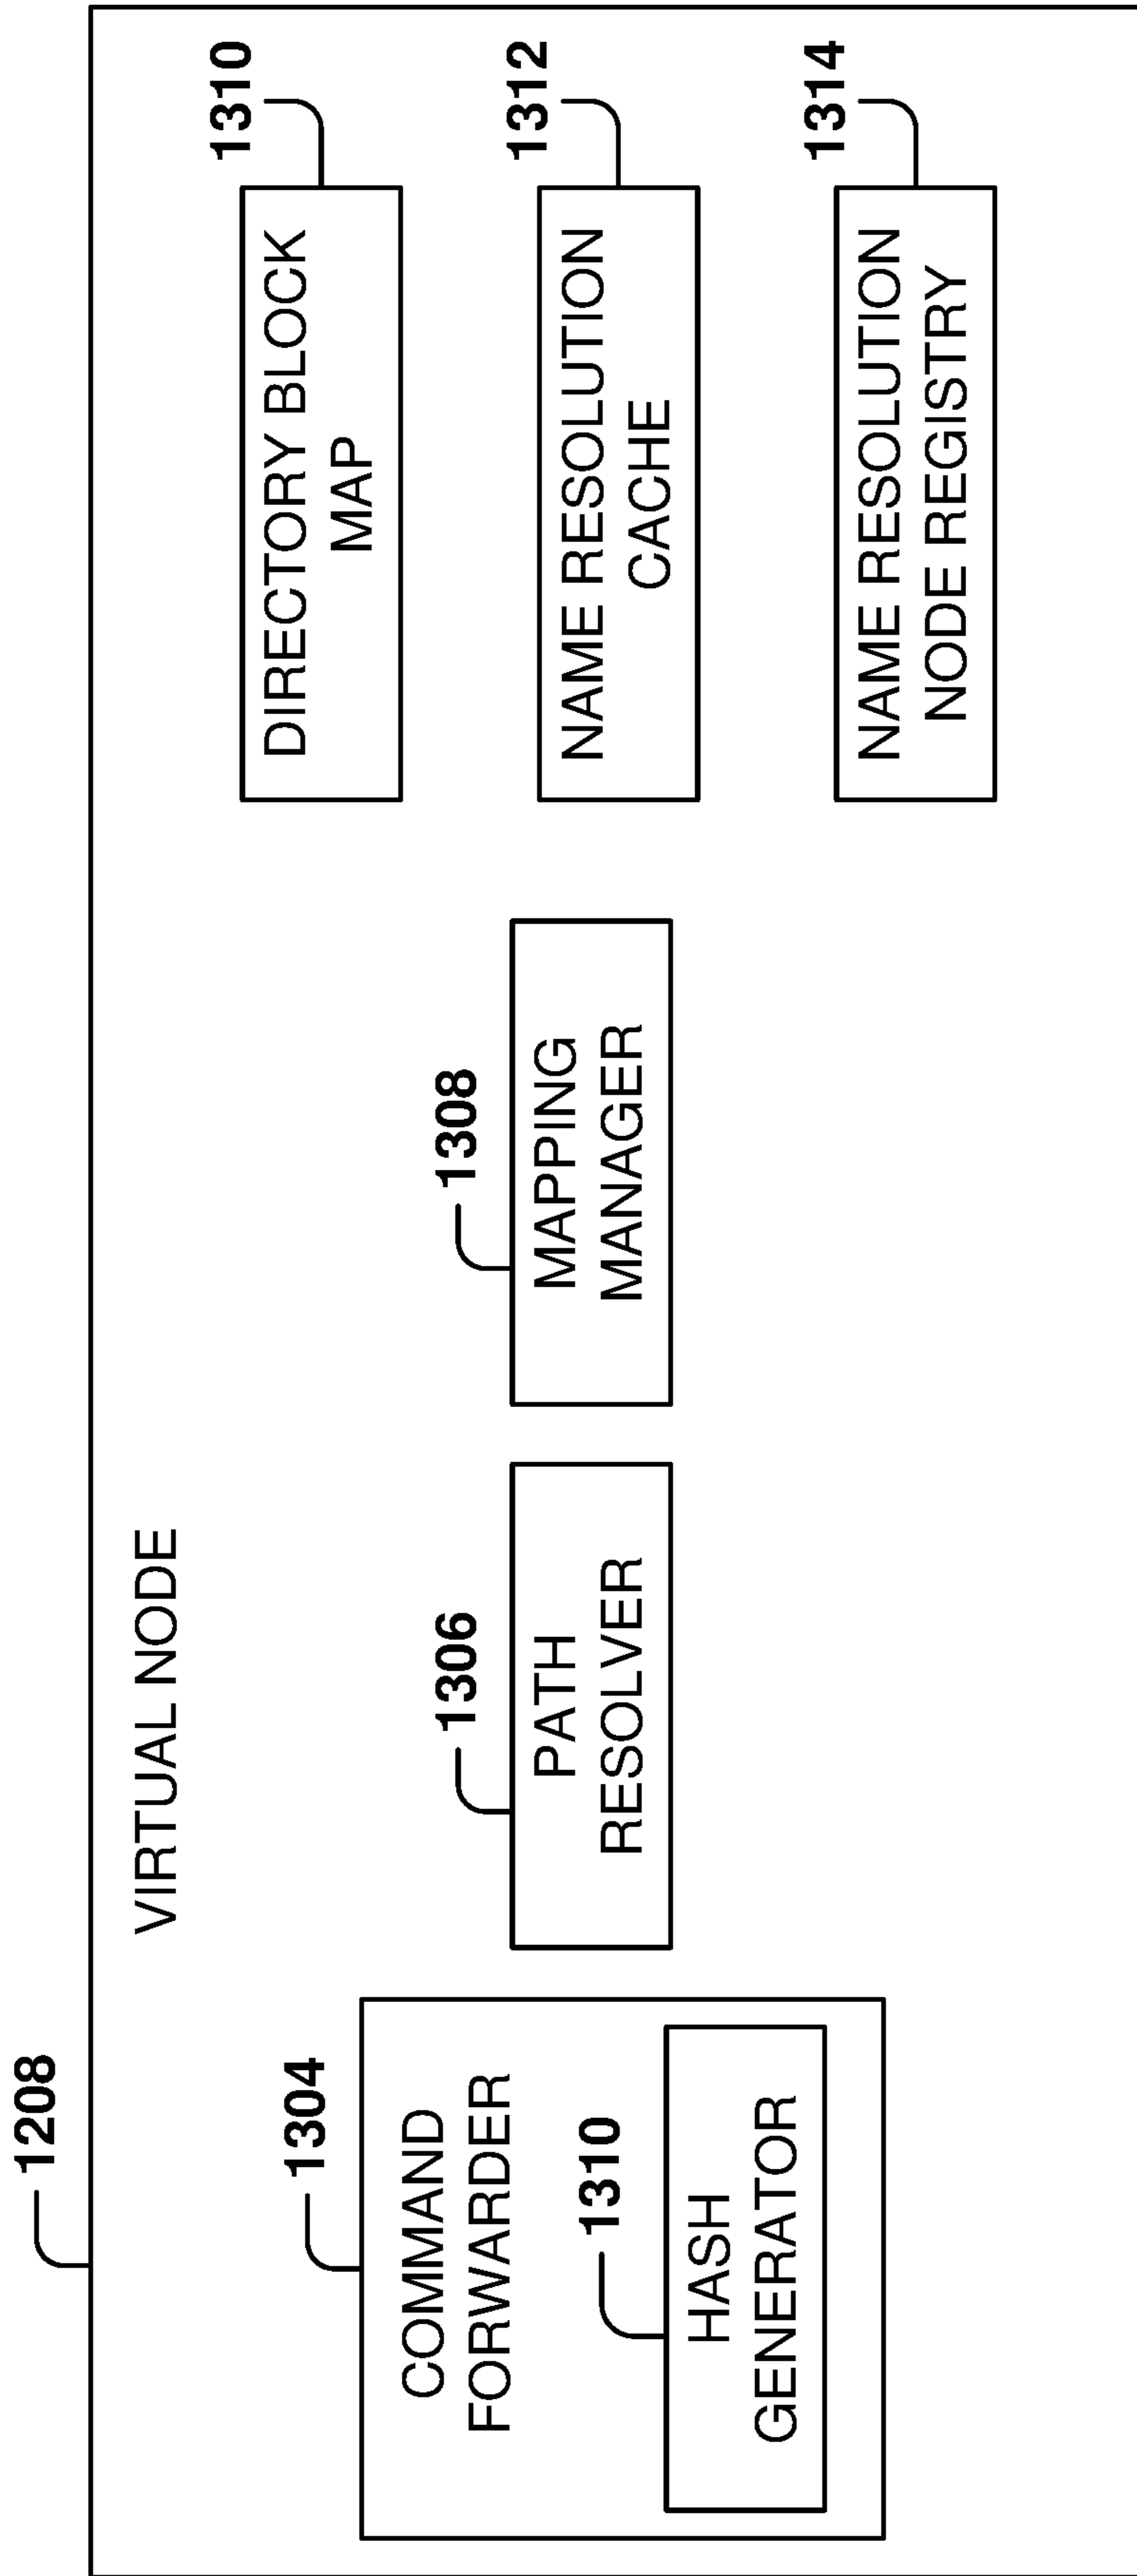 1208
VIRTUAL NODE
1304
COMMAND
FORWARDER
1310
HASH
GENERATOR
1306
PATH
RESOLVER
1308
MAPPING
MANAGER
1310
DIRECTORY BLOCK
MAP
1312
NAME RESOLUTION
CACHE
1314
NAME RESOLUTION
NODE REGISTRY